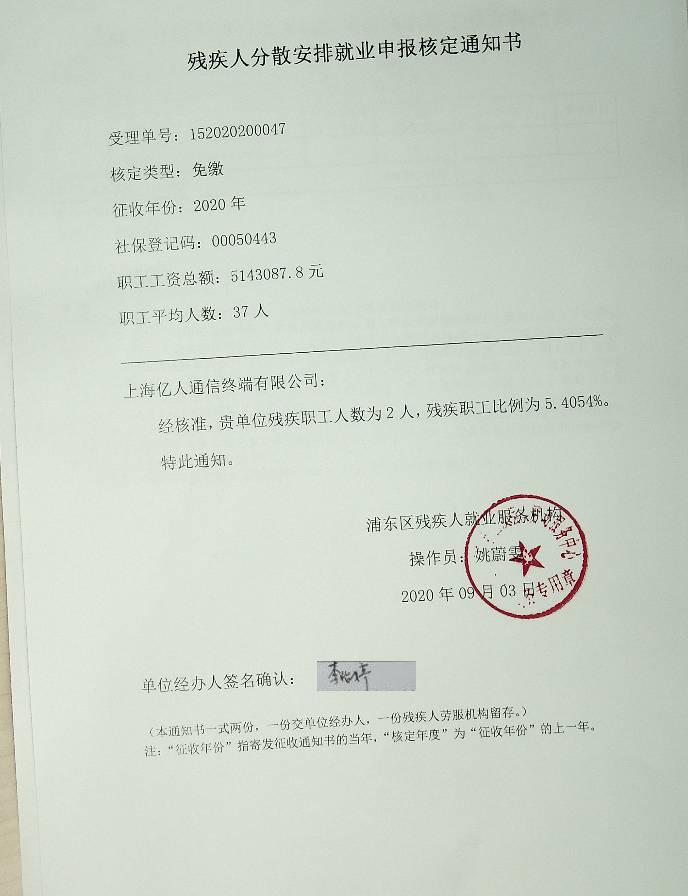 残疾人分散安排就业申报核定通知书
受理单号：152020200047
核定类型：免缴
征收年份：2020 年
社保登记码：00050443
职工工资总额：5143087.8 元
职工平均人数：37 人
上海亿人通信终端有限公司：
经核准，贵单位残疾职工人数为 2 人，残疾职工比例为 5.4054%。
特此通知。
浦东区残疾人就业服务机构
操作员：姚蔚雯
2020 年 09 月 03 日
服务中心
专用章
单位经办人签名确认：
（本通知书一式两份，一份交单位经办人，一份残疾人劳服机构留存。）
注：“征收年份”指寄发征收通知书的当年，“核定年度”为“征收年份”的上一年。